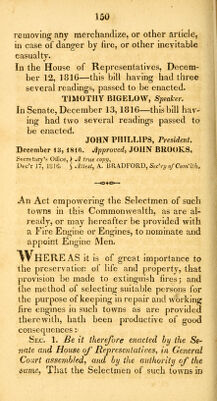 150
removing any merchandize, or other article,
in case of danger by fire, or other inevitable
casualty.
In the House of Representatives, Decem-
ber 12, 1816—this bill having had three
several readings, passed to be enacted.
TIMOTHY BIGELOW, Speaker.
In Senate, December 13, 1816—this bill hav-
ing had two several readings passed to
be enacted.
JOHN PHILLIPS, President.
December 13, 1816. Approved, JOHN BROOKS.
Secretary's Office, } A true copy,
Dec'r 17, 1816. } Attest, A. BRADFORD, Sec'ry of Com'lth.
An Act empowering the Selectmen of such
towns in this Commonwealth, as are al-
ready, or may hereafter be provided with
a Fire Engine or Engines, to nominate and
appoint Engine Men.
WHEREAS it is of great importance to
the preservation of life and property, that
provision be made to extinguish fires; and
the method of selecting suitable persons for
the purpose of keeping in repair and working
fire engines in such towns as are provided
therewith, hath been productive of good
consequences:
SEC. 1. Be it therefore enacted by the Se-
nate and House of Representatives, in General
Court assembled, and by the authority of the
same, That the Selectmen of such towns in